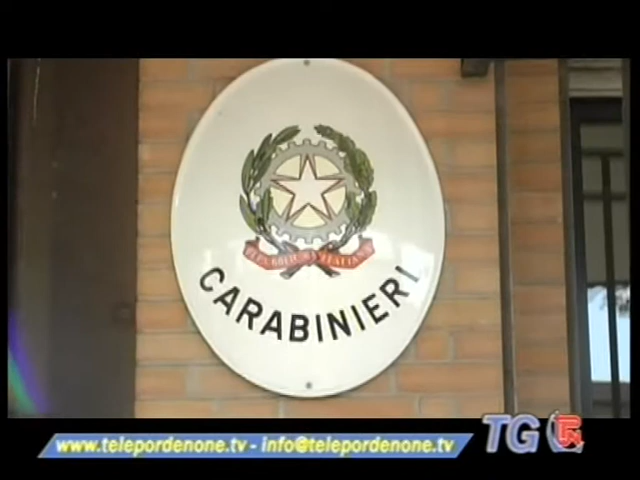 REPUBBLICA ITALIANA
CARABINIERI
www.telepordenone.tv - info@telepordenone.tv
TG